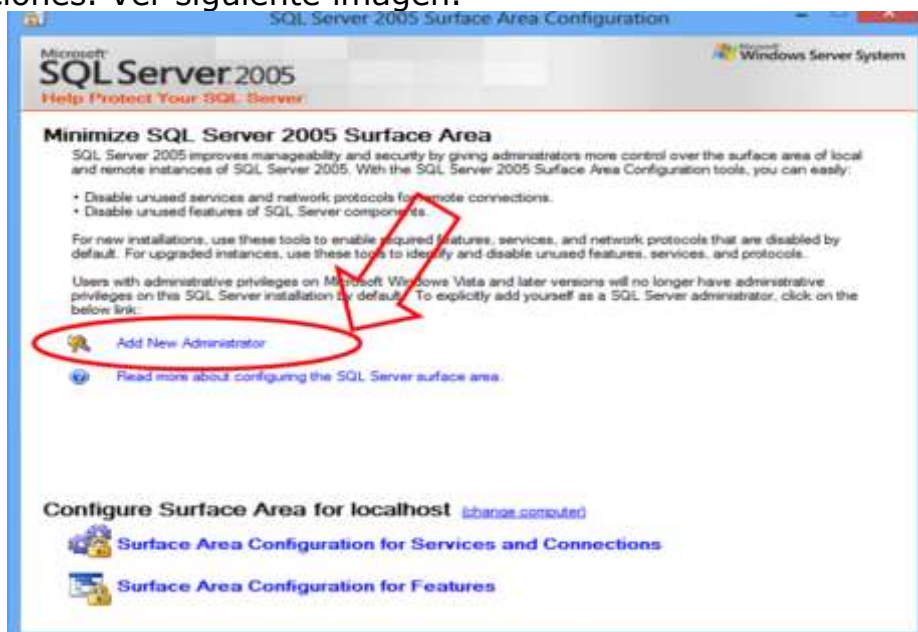 ciones. Ver siguiente imagen:
SQL Server 2005 Surface Area Configuration
Microsoft
SQL Server 2005
Help Protect Your SQL Server
Microsoft
Windows Server System
Minimize SQL Server 2005 Surface Area
SQL Server 2005 improves manageability and security by giving administrators more control over the surface area of local
and remote instances of SQL Server 2005. With the SQL Server 2005 Surface Area Configuration tools, you can easily:
• Disable unused services and network protocols for remote connections.
• Disable unused features of SQL Server components.
For new installations, use these tools to enable required features, services, and network protocols that are disabled by
default. For upgraded instances, use these tools to identify and disable unused features, services, and protocols.
Users with administrative privileges on Microsoft Windows Vista and later versions will no longer have administrative
privileges on this SQL Server installation by default. To explicitly add yourself as a SQL Server administrator, click on the
below link:
Add New Administrator
Read more about configuring the SQL Server surface area.
Configure Surface Area for localhost (change computer)
Surface Area Configuration for Services and Connections
Surface Area Configuration for Features